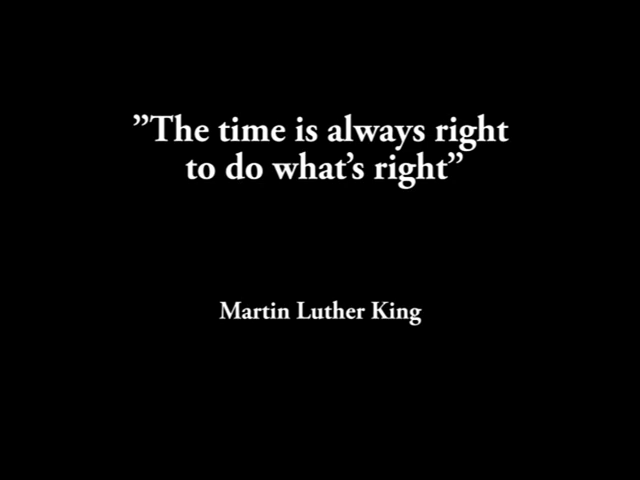 ”The time is always right
to do what’s right”
Martin Luther King